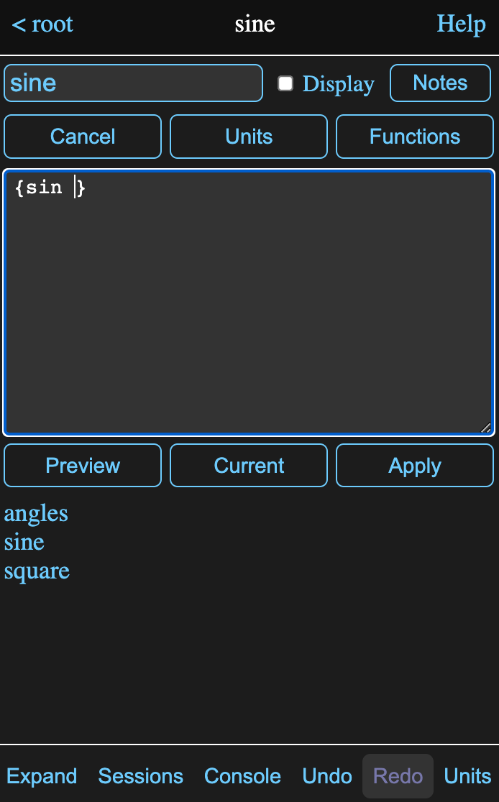 < root sine Help
sine Display Notes
Cancel Units Functions
{sin }
Preview Current Apply
angles
sine
square
Expand Sessions Console Undo Redo Units